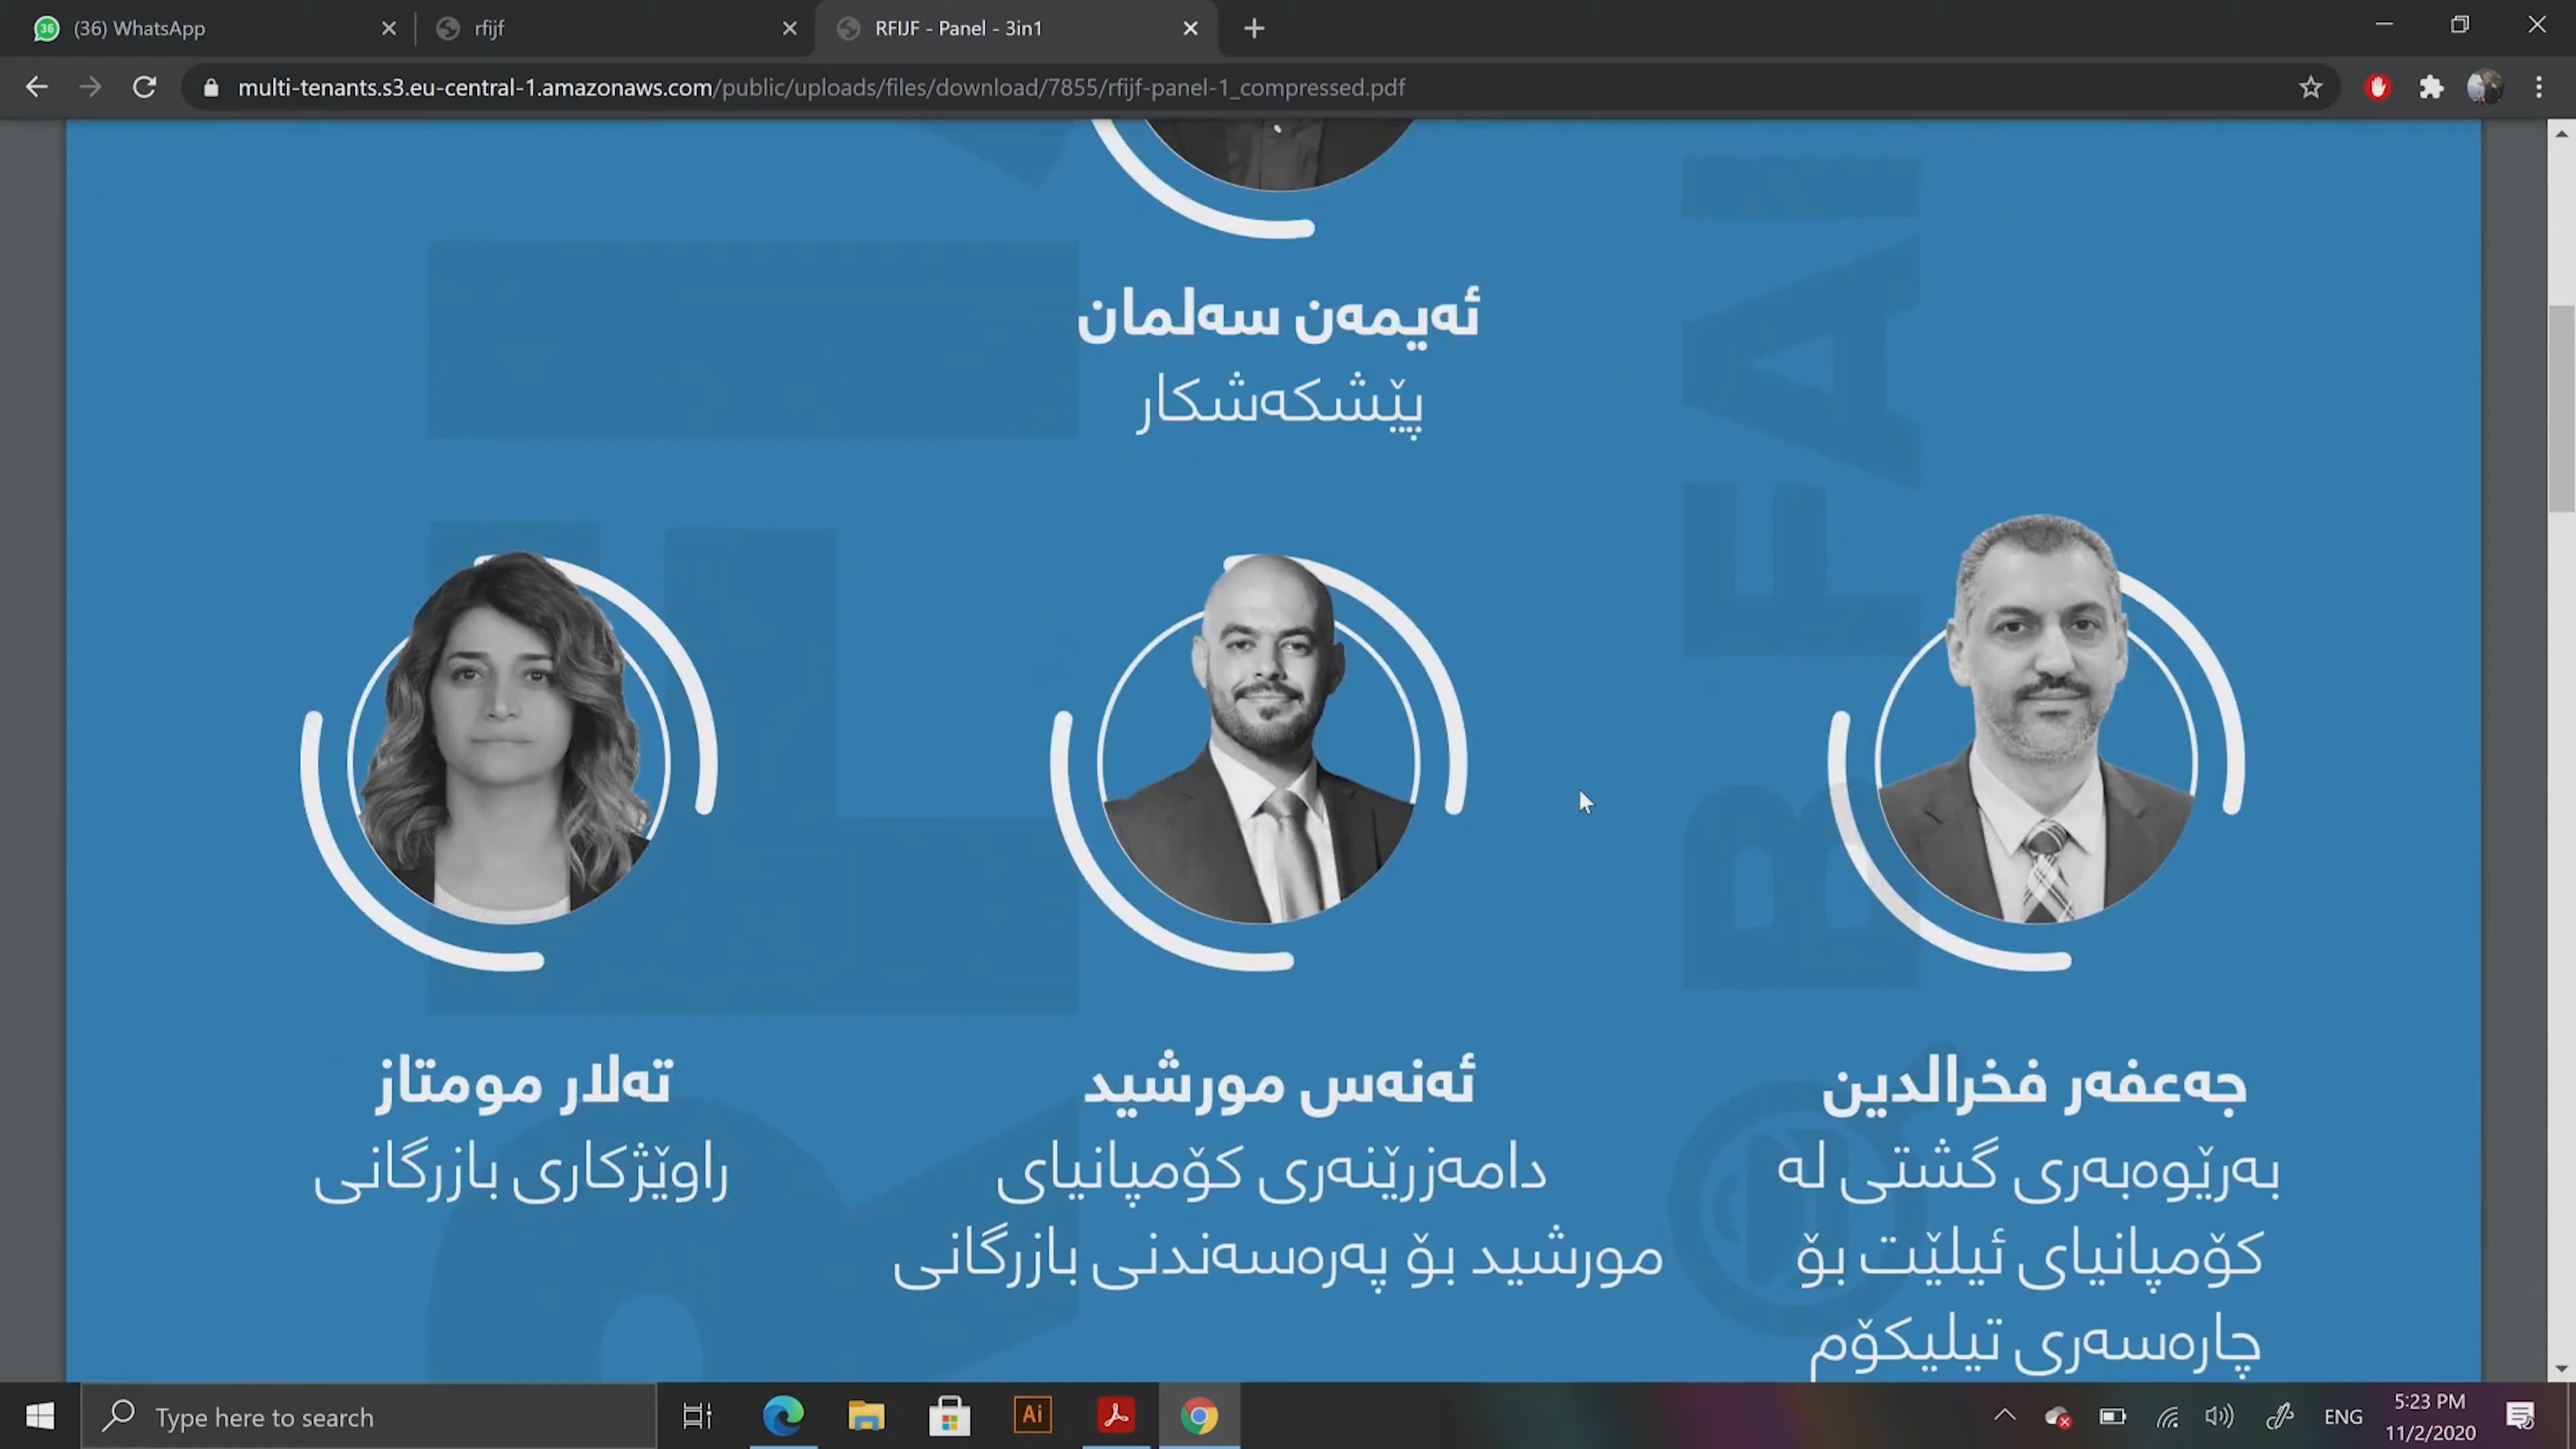 (36) WhatsApp
rfijf
RFIJF - Panel - 3in1
multi-tenants.s3.eu-central-1.amazonaws.com/public/uploads/files/download/7855/rfijf-panel-1_compressed.pdf
ئەیمەن سەلمان
پێشکەشکار
جەعفەر فخرالدین
بەرێوەبەری گشتی لە
کۆمپانیای ئیلێت بۆ
چارەسەری تیلیکۆم
ئەنەس مورشید
دامەزرێنەری کۆمپانیای
مورشید بۆ پەرەسەندنی بازرگانی
تەلار مومتاز
راوێژکاری بازرگانی
Type here to search
Ai
ENG
5:23 PM
11/2/2020